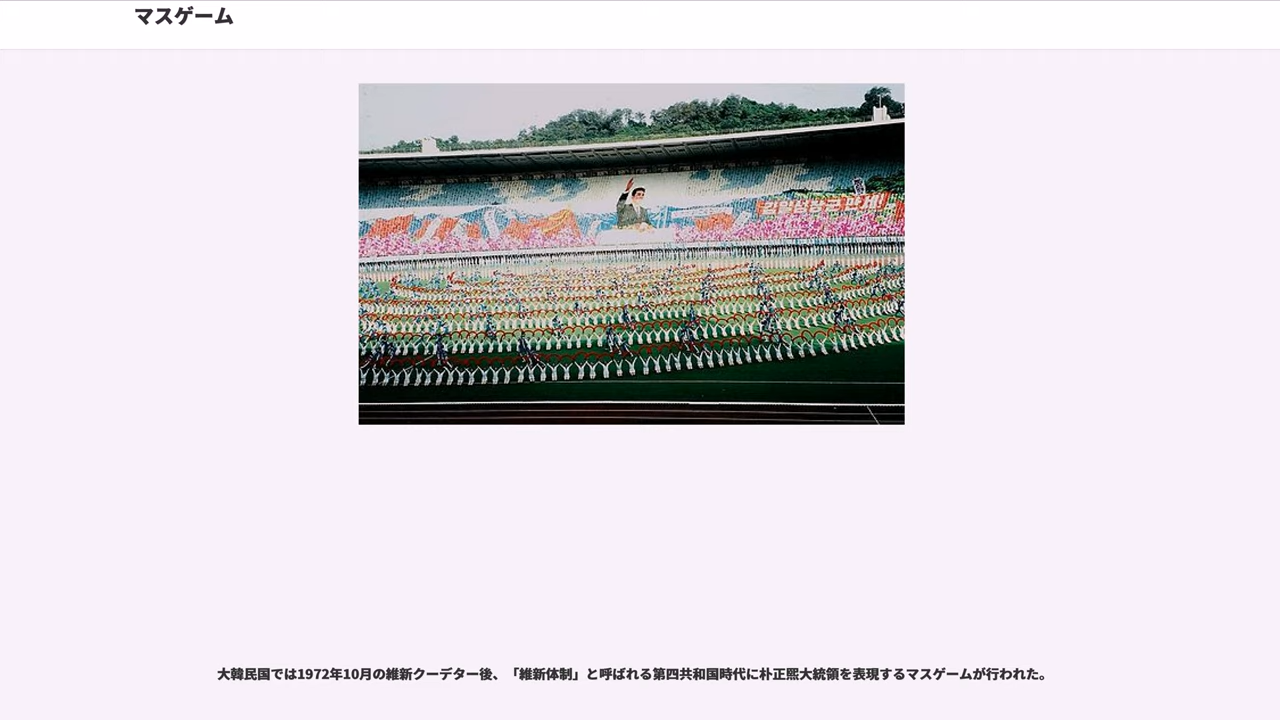 マスゲーム
大韓民国では1972年10月の維新クーデター後、「維新体制」と呼ばれる第四共和国時代に朴正熙大統領を表現するマスゲームが行われた。